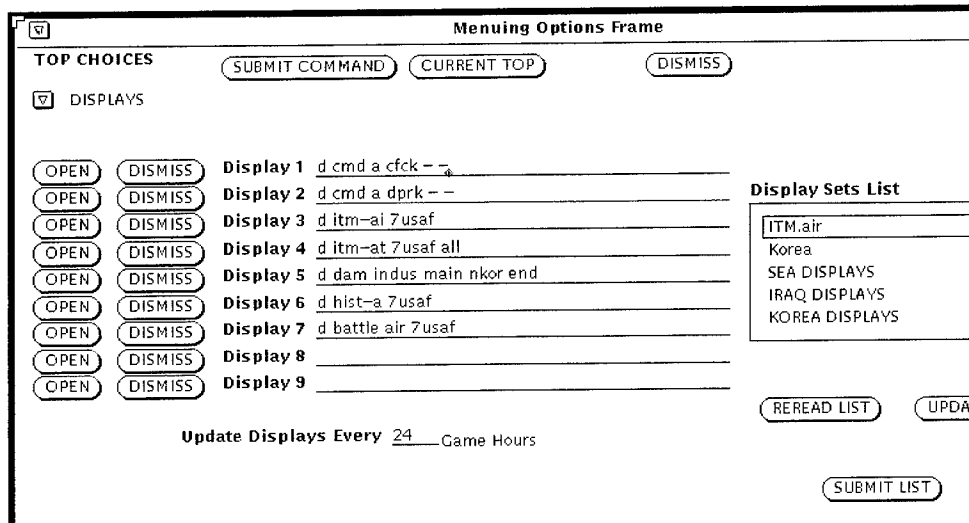 Menuing Options Frame
TOP CHOICES SUBMIT COMMAND CURRENT TOP DISMISS
DISPLAYS
OPEN DISMISS Display 1 d cmd a cfck – –
OPEN DISMISS Display 2 d cmd a dprk – –
OPEN DISMISS Display 3 d itm–ai 7usaf
OPEN DISMISS Display 4 d itm–at 7usaf all
OPEN DISMISS Display 5 d dam indus main nkor end
OPEN DISMISS Display 6 d hist–a 7usaf
OPEN DISMISS Display 7 d battle air 7usaf
OPEN DISMISS Display 8
OPEN DISMISS Display 9
Update Displays Every 24 Game Hours
Display Sets List
ITM.air
Korea
SEA DISPLAYS
IRAQ DISPLAYS
KOREA DISPLAYS
REREAD LIST UPDA
SUBMIT LIST